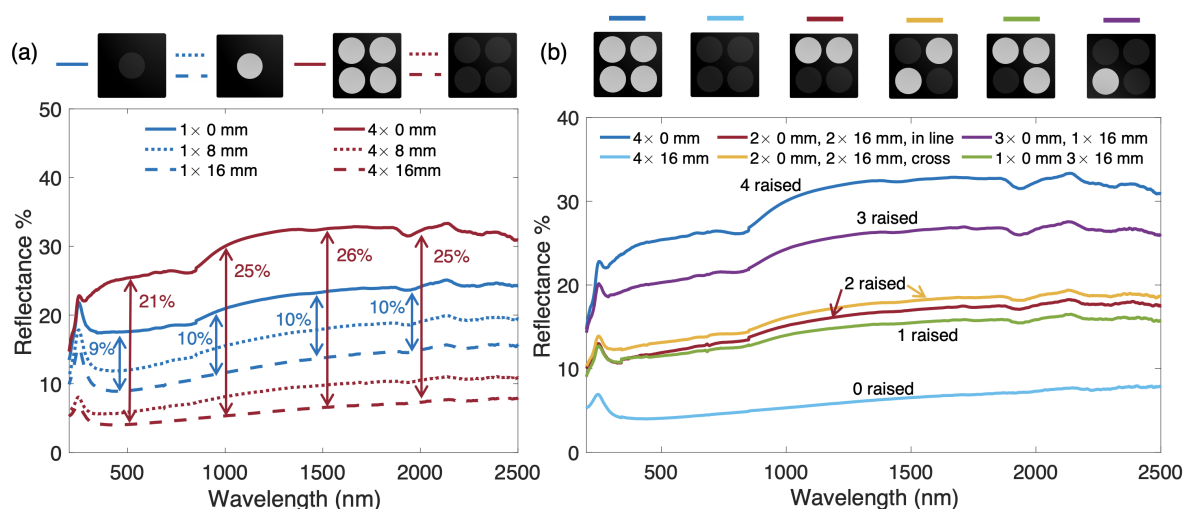 (a)
50
40
30
20
10
0
Reflectance %
1× 0 mm
1× 8 mm
1× 16 mm
4× 0 mm
4× 8 mm
4× 16mm
21%
25%
26%
25%
9%
10%
10%
10%
500
1000
1500
2000
2500
Wavelength (nm)
(b)
40
30
20
10
0
Reflectance %
4× 0 mm
4× 16 mm
2× 0 mm, 2× 16 mm, in line
2× 0 mm, 2× 16 mm, cross
3× 0 mm, 1× 16 mm
1× 0 mm 3× 16 mm
4 raised
3 raised
2 raised
1 raised
0 raised
500
1000
1500
2000
2500
Wavelength (nm)